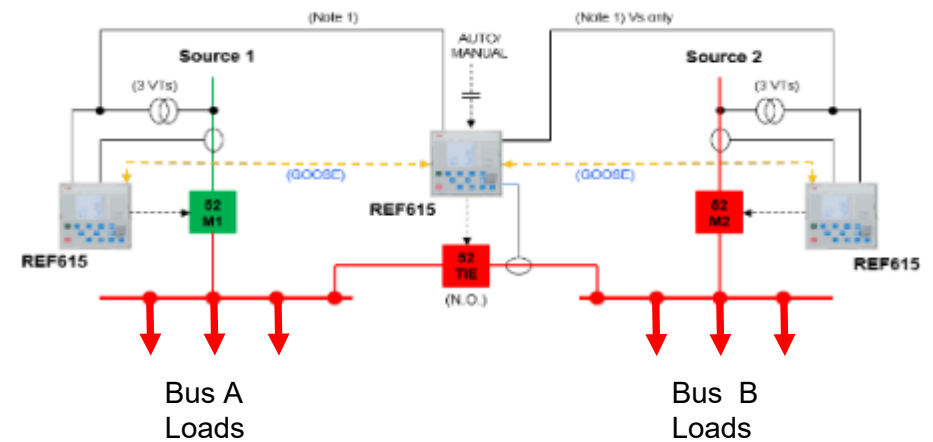 (Note 1)
(Note 1) Vs only
AUTO/
MANUAL
Source 1
Source 2
(3 VTs)
(3 VTs)
(GOOSE)
(GOOSE)
52
M1
REF615
52
M2
REF615
REF615
52
TIE
(N.O.)
Bus A
Loads
Bus B
Loads